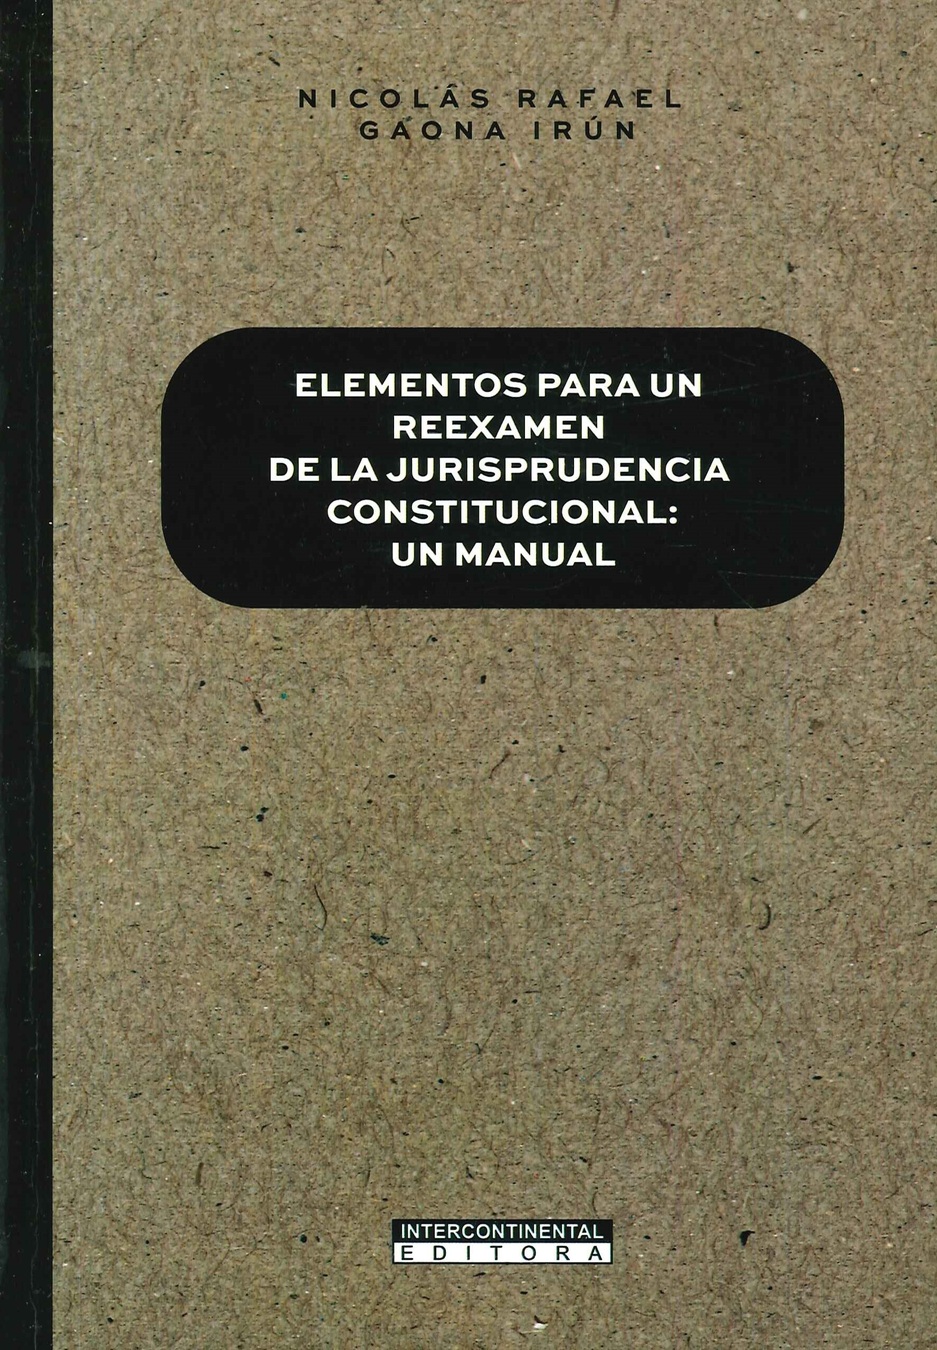 NICOLÁS RAFAEL
GAONA IRÚN
ELEMENTOS PARA UN
REEXAMEN
DE LA JURISPRUDENCIA
CONSTITUCIONAL:
UN MANUAL
INTERCONTINENTAL
EDITORA